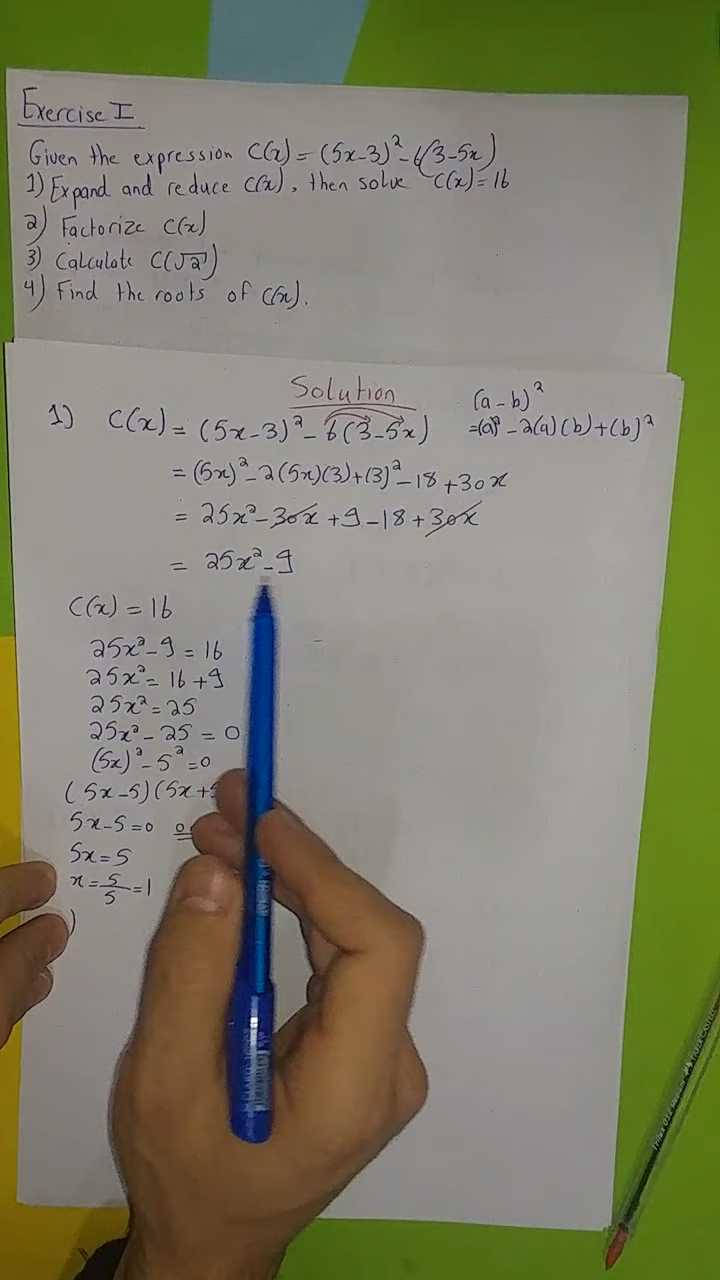 Exercise I
Given the expression C(x) = (5x-3)² - 6(3-5x)
1) Expand and reduce C(x), then solve C(x)=16
2) Factorize C(x)
3) Calculate C(√2)
4) Find the roots of C(x).
Solution
(a-b)²
= (a)² - 2(a)(b) + (b)²
1) C(x) = (5x-3)² - 6(3-5x)
= (5x)² - 2(5x)(3) + (3)² - 18 + 30x
= 25x² - 30x + 9 - 18 + 30x
= 25x² - 9
C(x) = 16
25x² - 9 = 16
25x² = 16 + 9
25x² = 25
25x² - 25 = 0
(5x)² - 5² = 0
(5x-5)(5x+
5x-5=0
5x=5
x = 5/5 = 1
)